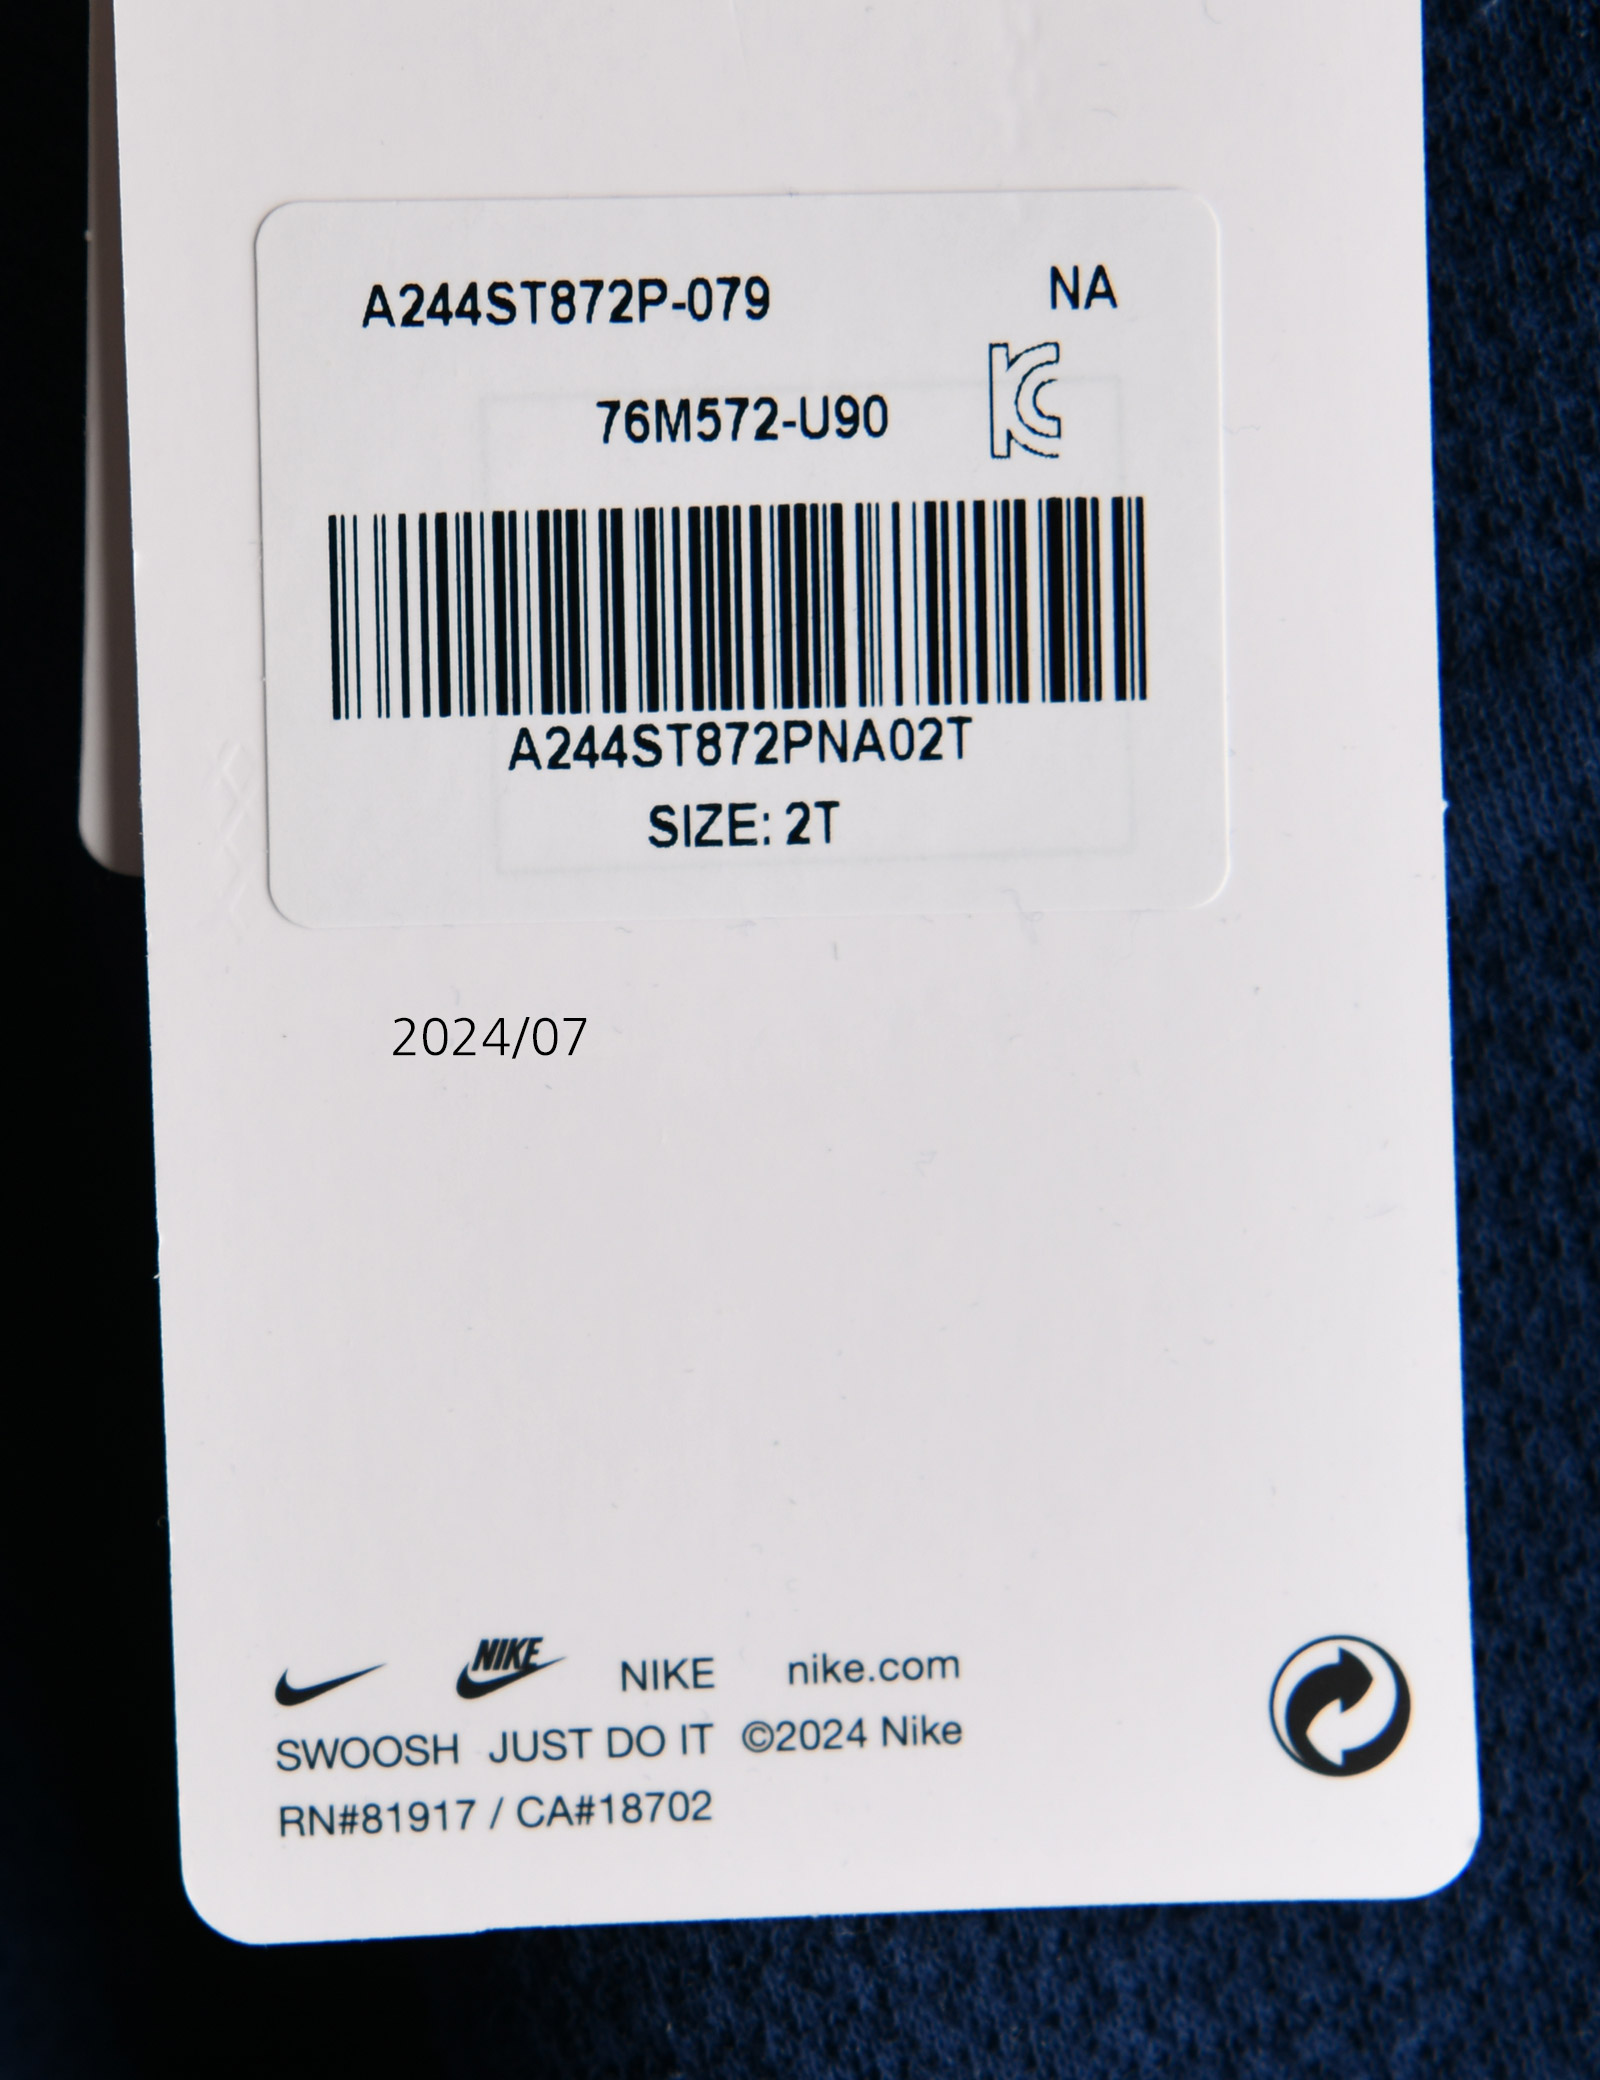 A244ST872P-079 NA
76M572-U90
A244ST872PNA02T
SIZE: 2T
2024/07
NIKE NIKE nike.com
SWOOSH JUST DO IT ©2024 Nike
RN#81917 / CA#18702